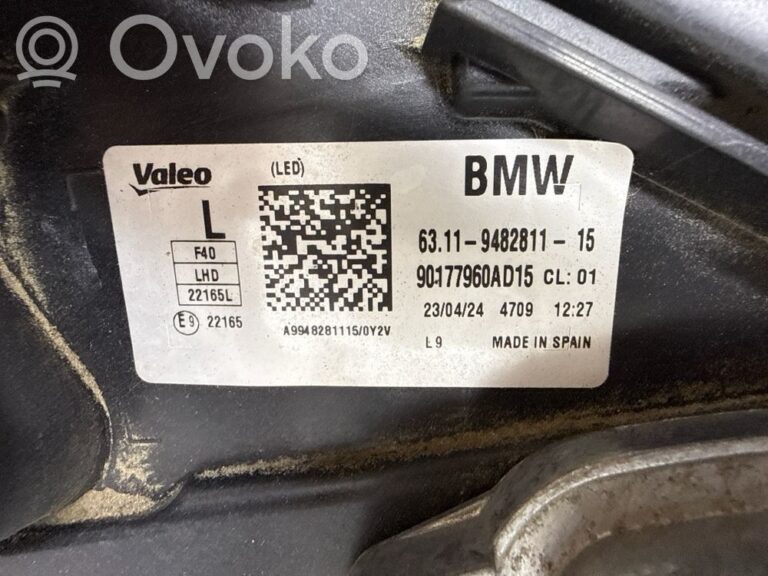 Ovoko
Valeo (LED) BMW
L
F40
LHD
22165L
E9 22165
A9948281115/0Y2V
63.11-9482811-15
90177960AD15 CL: 01
23/04/24 4709 12:27
L9 MADE IN SPAIN